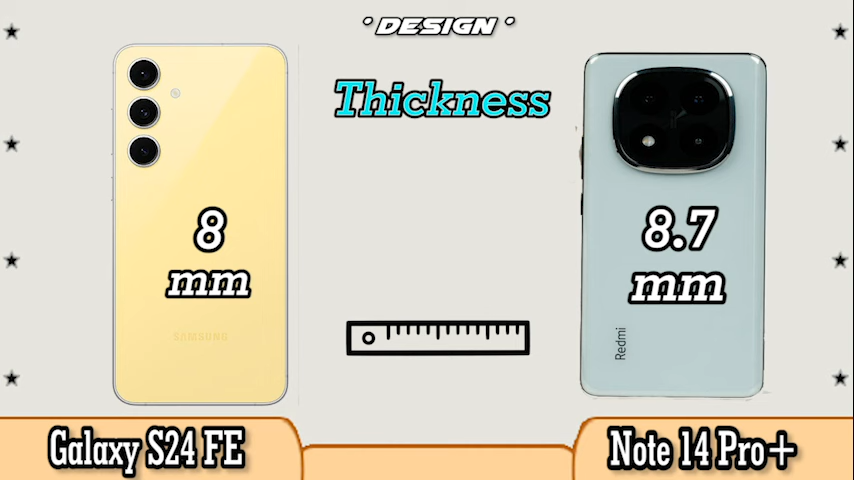 * DESIGN *
Thickness
8
mm
8.7
mm
SAMSUNG
Redmi
Galaxy S24 FE
Note 14 Pro+